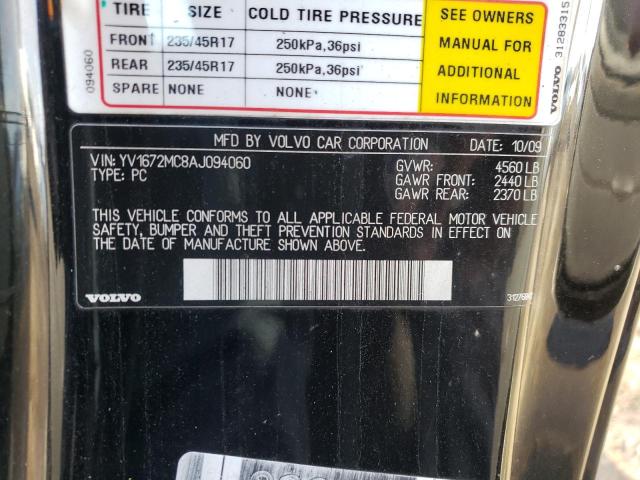 TIRE SIZE COLD TIRE PRESSURE
FRONT 235/45R17 250kPa,36psi
REAR 235/45R17 250kPa,36psi
SPARE NONE NONE
SEE OWNERS
MANUAL FOR
ADDITIONAL
INFORMATION
094060
31283315
VOLVO
MFD BY VOLVO CAR CORPORATION DATE: 10/09
VIN: YV1672MC8AJ094060
TYPE: PC
GVWR: 4560 LB
GAWR FRONT: 2440 LB
GAWR REAR: 2370 LB
THIS VEHICLE CONFORMS TO ALL APPLICABLE FEDERAL MOTOR VEHICLE
SAFETY, BUMPER AND THEFT PREVENTION STANDARDS IN EFFECT ON
THE DATE OF MANUFACTURE SHOWN ABOVE.
VOLVO